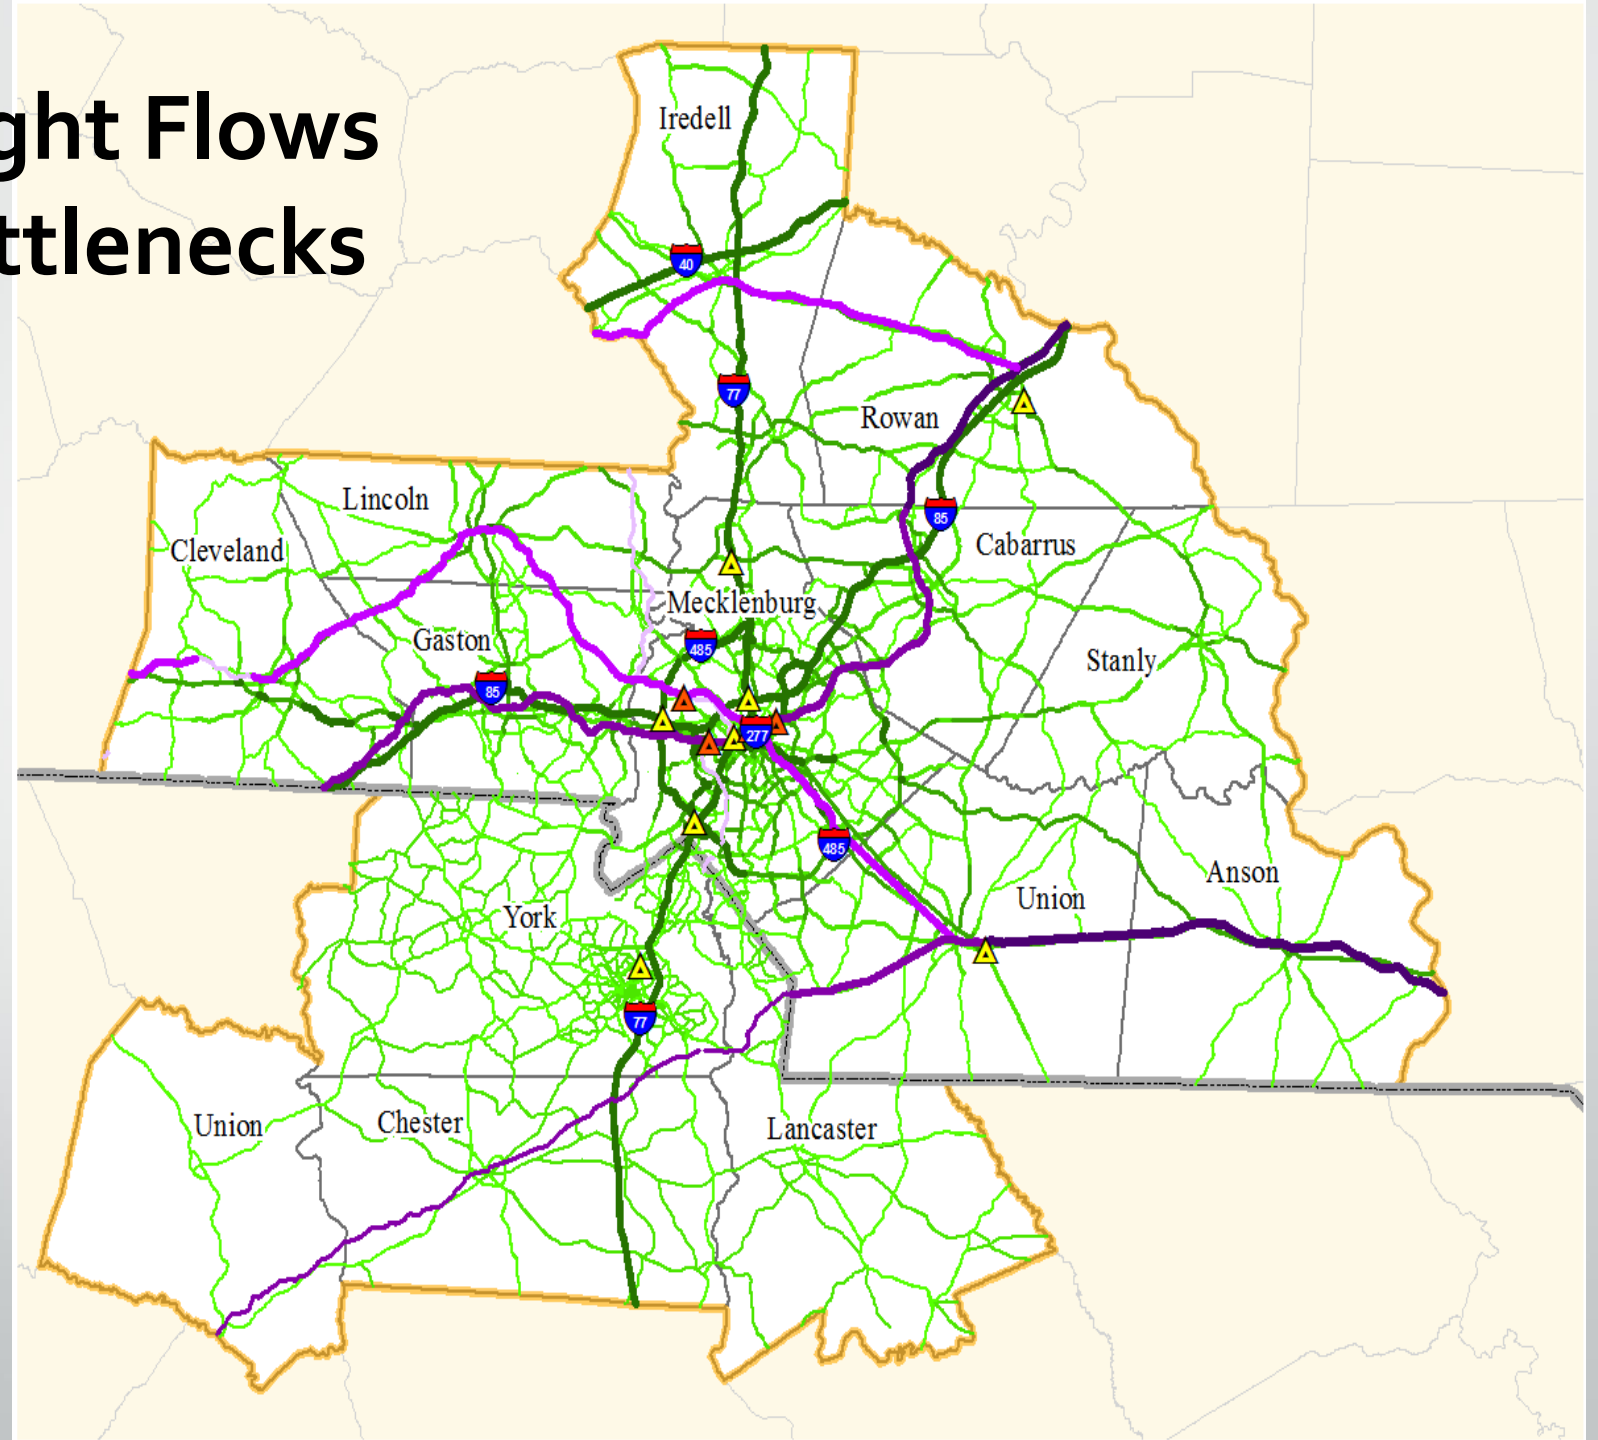 ght Flows
ttlenecks
Iredell
40
77
Rowan
85
Lincoln
Cleveland
Cabarrus
Mecklenburg
Gaston
485
Stanly
85
277
485
Anson
Union
York
77
Union
Chester
Lancaster